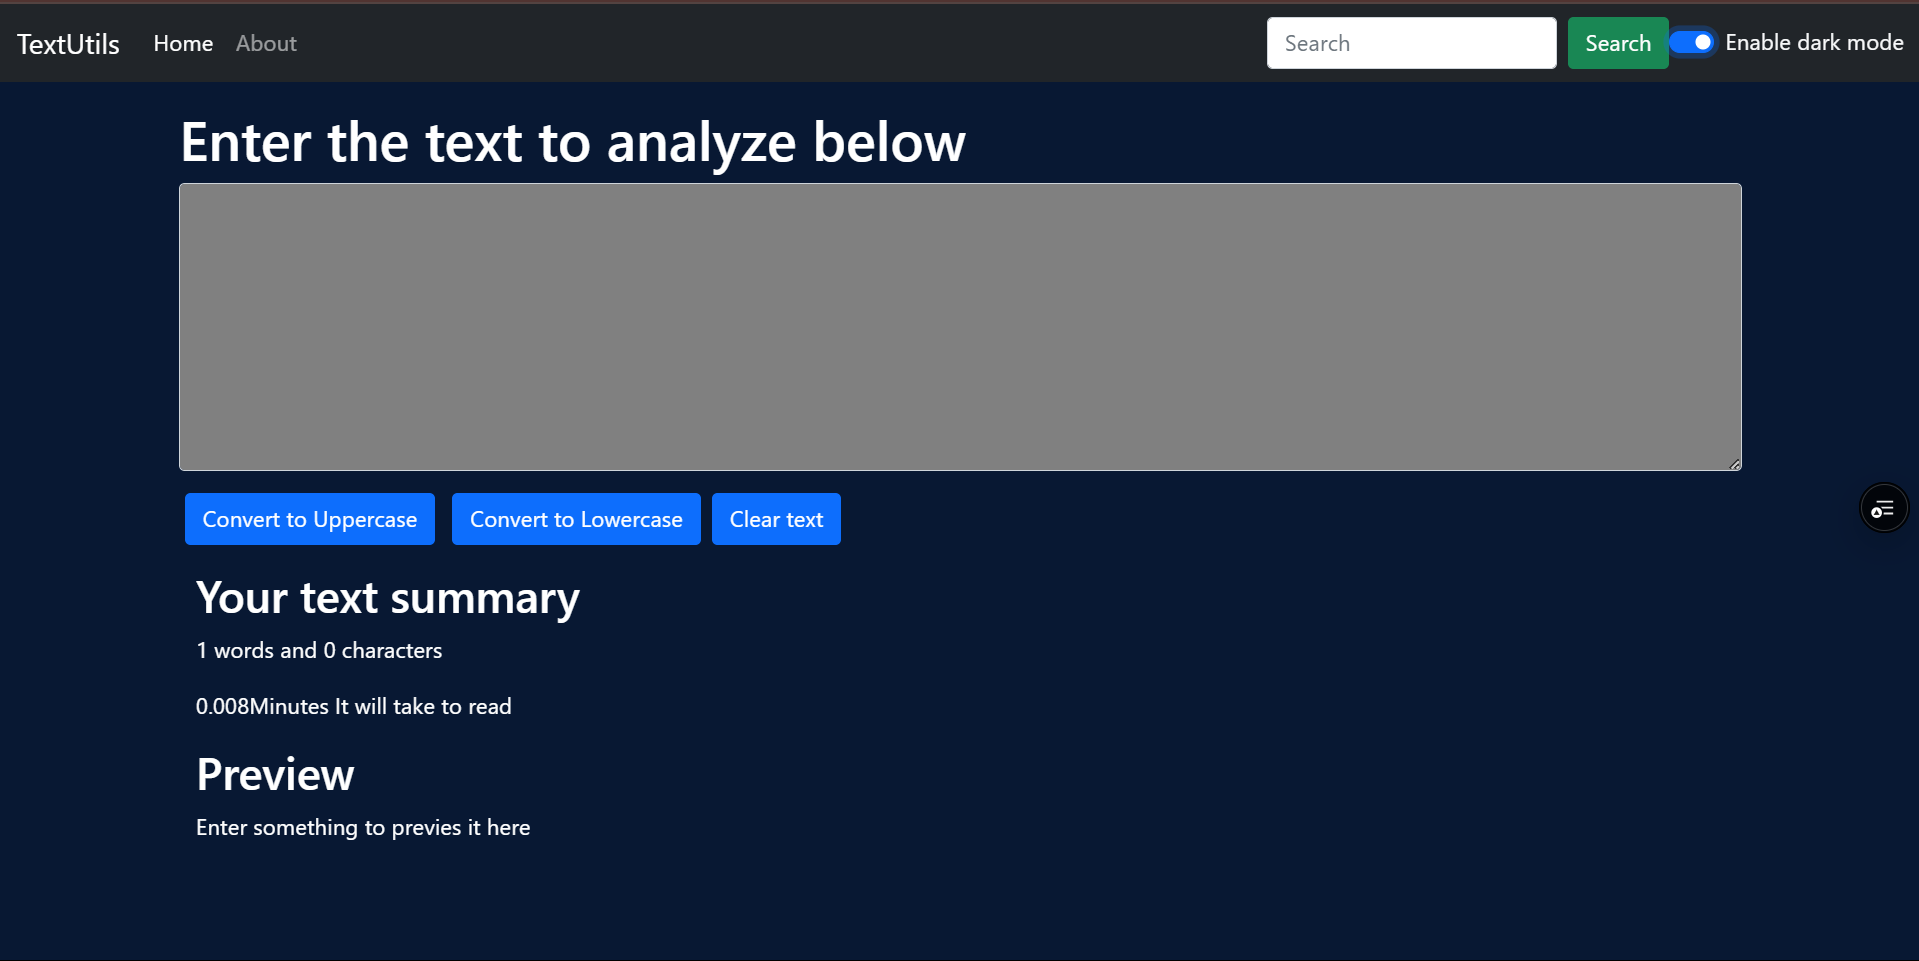 TextUtils Home About Search Search Enable dark mode
Enter the text to analyze below
Convert to Uppercase Convert to Lowercase Clear text
Your text summary
1 words and 0 characters
0.008Minutes It will take to read
Preview
Enter something to previes it here